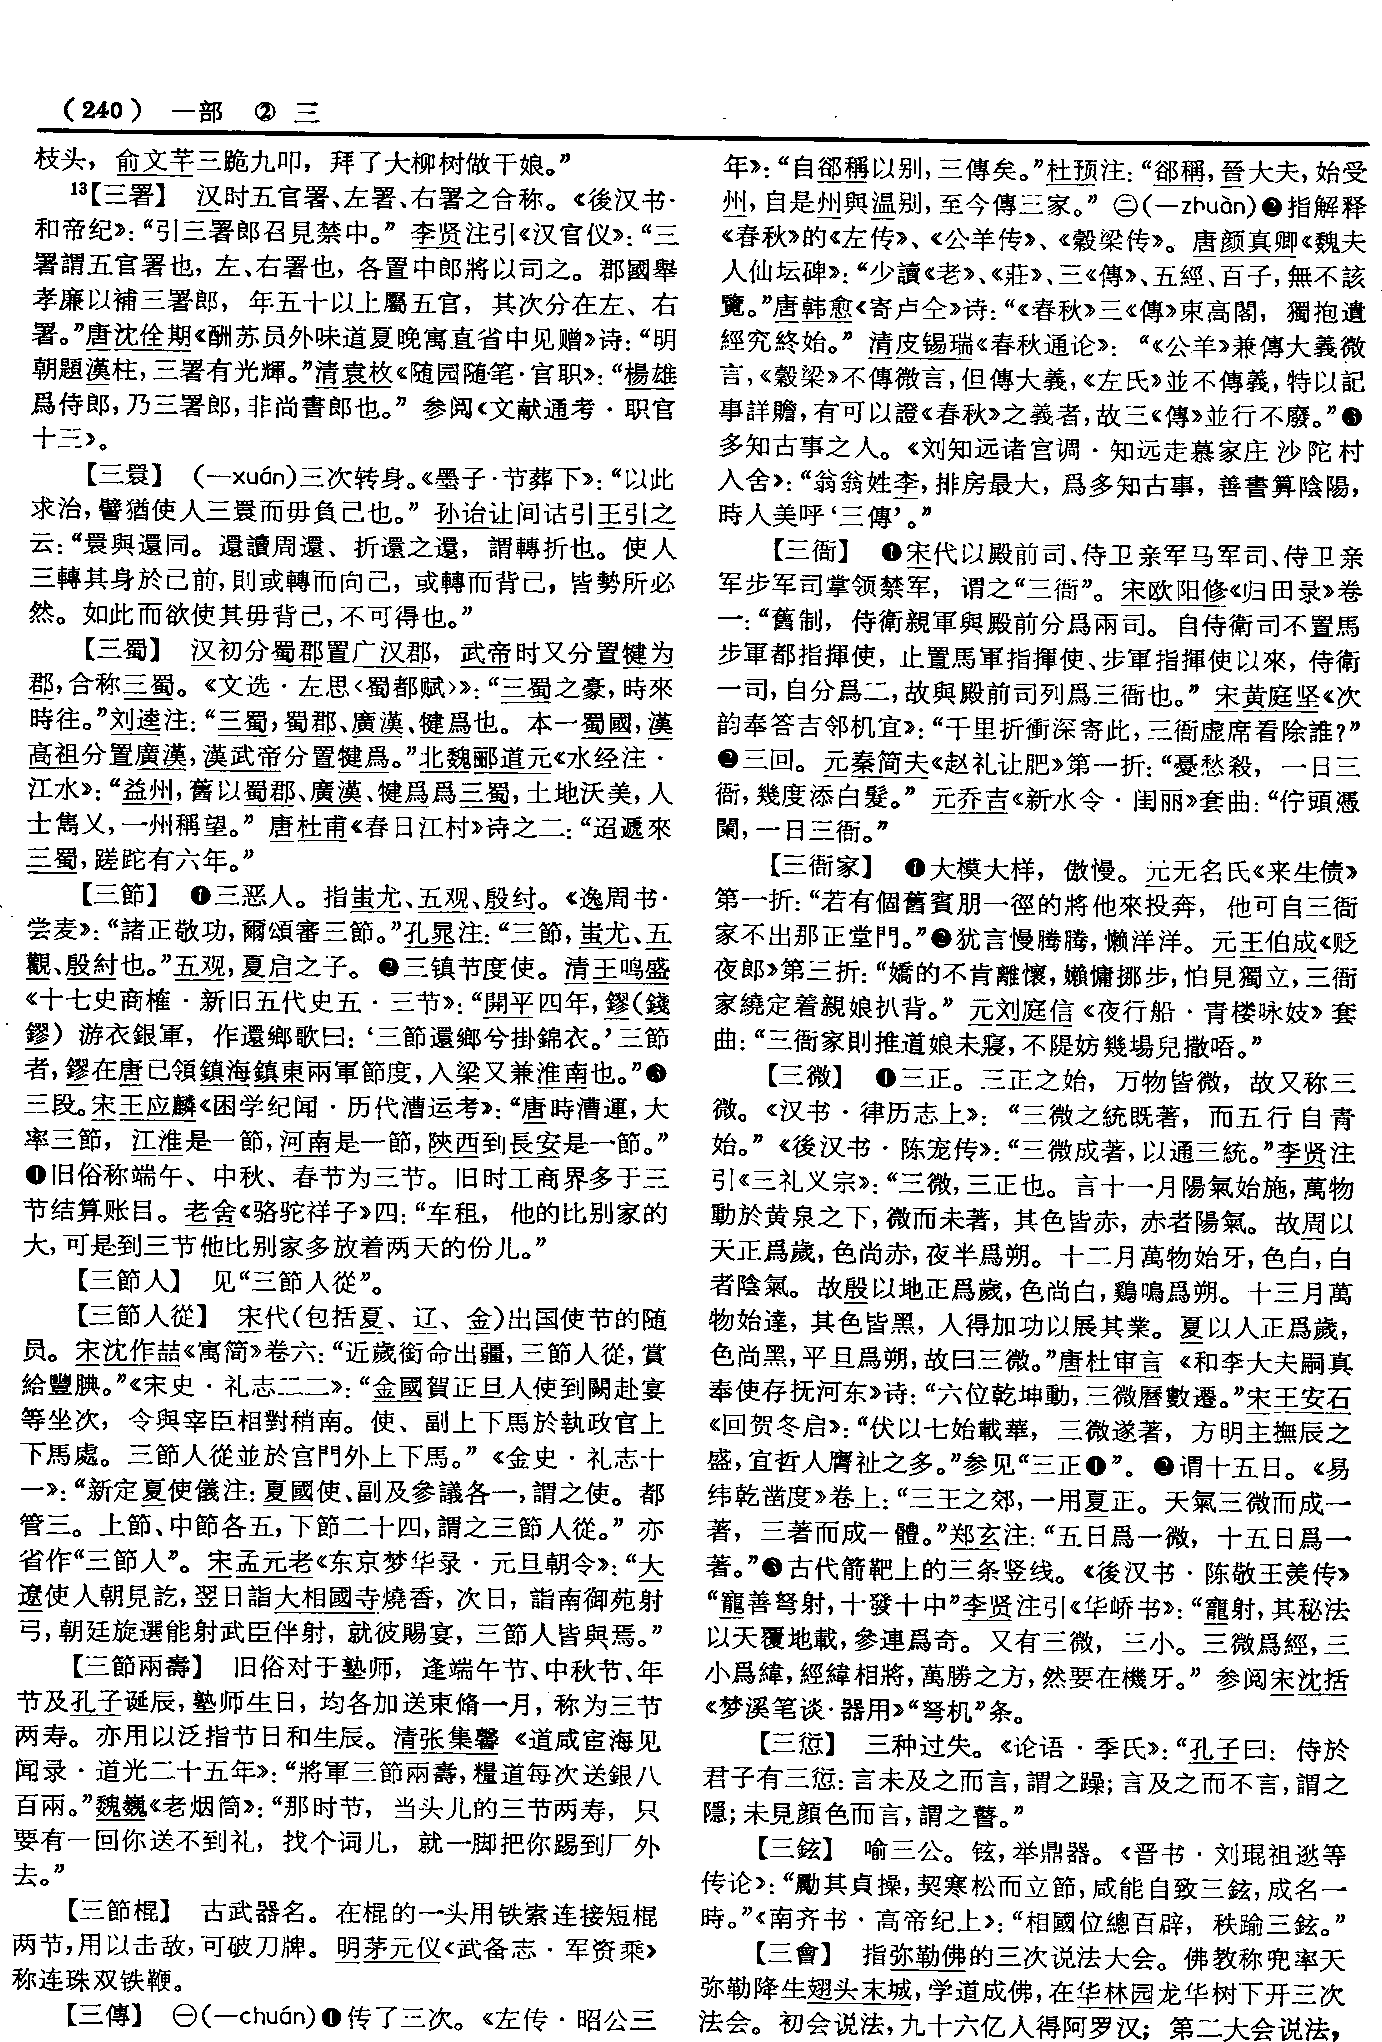 （240） 一部 ② 三
枝头，俞文芊三跪九叩，拜了大柳树做干娘。”
13【三署】 汉时五官署、左署、右署之合称。《後汉书·
和帝纪》：“引三署郎召見禁中。” 李贤注引《汉官仪》：“三
署謂五官署也，左、右署也，各置中郎將以司之。郡國舉
孝廉以補三署郎，年五十以上屬五官，其次分在左、右
署。”唐沈佺期《酬苏员外味道夏晚寓直省中见赠》诗：“明
朝題漢柱，三署有光輝。”清袁枚《随园随笔·官职》：“楊雄
爲侍郎，乃三署郎，非尚書郎也。” 参阅《文献通考·职官
十三》。
【三睘】 （一xuán）三次转身。《墨子·节葬下》：“以此
求治，譬猶使人三睘而毋負己也。” 孙诒让间诂引王引之
云：“睘與還同。還讀周還、折還之還，謂轉折也。使人
三轉其身於己前，則或轉而向己，或轉而背己，皆勢所必
然。如此而欲使其毋背己，不可得也。”
【三蜀】 汉初分蜀郡置广汉郡，武帝时又分置犍为
郡，合称三蜀。《文选·左思〈蜀都赋〉》：“三蜀之豪，時來
時往。”刘逵注：“三蜀，蜀郡、廣漢、犍爲也。本一蜀國，漢
高祖分置廣漢，漢武帝分置犍爲。”北魏郦道元《水经注·
江水》：“益州，舊以蜀郡、廣漢、犍爲爲三蜀，土地沃美，人
士雋乂，一州稱望。” 唐杜甫《春日江村》诗之二：“迢遞來
三蜀，蹉跎有六年。”
【三節】 ❶三恶人。指蚩尤、五观、殷纣。《逸周书·
尝麦》：“諸正敬功，爾頌審三節。”孔晁注：“三節，蚩尤、五
觀、殷紂也。”五观，夏启之子。❷三镇节度使。清王鸣盛
《十七史商榷·新旧五代史五·三节》：“開平四年，鏐（錢
鏐）游衣銀軍，作還鄉歌曰：‘三節還鄉兮掛錦衣。’三節
者，鏐在唐已領鎮海鎮東兩軍節度，入梁又兼淮南也。”❸
三段。宋王应麟《困学纪闻·历代漕运考》：“唐時漕運，大
率三節，江淮是一節，河南是一節，陝西到長安是一節。”
❹旧俗称端午、中秋、春节为三节。旧时工商界多于三
节结算账目。老舍《骆驼祥子》四：“车租，他的比别家的
大，可是到三节他比别家多放着两天的份儿。”
【三節人】 见“三節人從”。
【三節人從】 宋代（包括夏、辽、金）出国使节的随
员。宋沈作喆《寓简》卷六：“近歲銜命出疆，三節人從，賞
給豐腆。”《宋史·礼志二二》：“金國賀正旦人使到闕赴宴
等坐次，令與宰臣相對稍南。使、副上下馬於執政官上
下馬處。三節人從並於宫門外上下馬。” 《金史·礼志十
一》：“新定夏使儀注：夏國使、副及參議各一，謂之使。都
管三。上節、中節各五，下節二十四，謂之三節人從。” 亦
省作“三節人”。宋孟元老《东京梦华录·元旦朝令》：“大
遼使人朝見訖，翌日詣大相國寺燒香，次日，詣南御苑射
弓，朝廷旋選能射武臣伴射，就彼賜宴，三節人皆與焉。”
【三節兩壽】 旧俗对于塾师，逢端午节、中秋节、年
节及孔子诞辰，塾师生日，均各加送束脩一月，称为三节
两寿。亦用以泛指节日和生辰。清张集馨《道咸宦海见
闻录·道光二十五年》：“將軍三節兩壽，糧道每次送銀八
百兩。”魏巍《老烟筒》：“那时节，当头儿的三节两寿，只
要有一回你送不到礼，找个词儿，就一脚把你踢到厂外
去。”
【三節棍】 古武器名。在棍的一头用铁索连接短棍
两节，用以击敌，可破刀牌。明茅元仪《武备志·军资乘》
称连珠双铁鞭。
【三傳】 ㊀（一chuán）❶传了三次。《左传·昭公三
年》：“自郤稱以别，三傳矣。”杜预注：“郤稱，晉大夫，始受
州，自是州與温别，至今傳三家。” ㊁（一zhuàn）❷指解释
《春秋》的《左传》、《公羊传》、《穀梁传》。唐颜真卿《魏夫
人仙坛碑》：“少讀《老》、《莊》、三《傳》、五經、百子，無不該
覽。”唐韩愈《寄卢仝》诗：“《春秋》三《傳》束高閣，獨抱遺
經究終始。” 清皮锡瑞《春秋通论》：“《公羊》兼傳大義微
言，《穀梁》不傳微言，但傳大義，《左氏》並不傳義，特以記
事詳贍，有可以證《春秋》之義者，故三《傳》並行不廢。”❸
多知古事之人。《刘知远诸宫调·知远走慕家庄沙陀村
入舍》：“翁翁姓李，排房最大，爲多知古事，善書算陰陽，
時人美呼‘三傳’。”
【三衙】 ❶宋代以殿前司、侍卫亲军马军司、侍卫亲
军步军司掌领禁军，谓之“三衙”。宋欧阳修《归田录》卷
一：“舊制，侍衛親軍與殿前分爲兩司。自侍衛司不置馬
步軍都指揮使，止置馬軍指揮使、步軍指揮使以來，侍衛
一司，自分爲二，故與殿前司列爲三衙也。” 宋黄庭坚《次
韵奉答吉邻机宜》：“千里折衝深寄此，三衙虚席看除誰？”
❷三回。元秦简夫《赵礼让肥》第一折：“憂愁殺，一日三
衙，幾度添白髮。” 元乔吉《新水令·闺丽》套曲：“佇頭憑
闌，一日三衙。”
【三衙家】 ❶大模大样，傲慢。元无名氏《来生债》
第一折：“若有個舊賓朋一徑的將他來投奔，他可自三衙
家不出那正堂門。”❷犹言慢腾腾，懒洋洋。元王伯成《贬
夜郎》第三折：“嬌的不肯離懷，嬾慵挪步，怕見獨立，三衙
家繞定着親娘扒背。” 元刘庭信《夜行船·青楼咏妓》套
曲：“三衙家則推道娘未寢，不隄妨幾場兒撒唔。”
【三微】 ❶三正。三正之始，万物皆微，故又称三
微。《汉书·律历志上》：“三微之統既著，而五行自青
始。” 《後汉书·陈宠传》：“三微成著，以通三統。”李贤注
引《三礼义宗》：“三微，三正也。言十一月陽氣始施，萬物
動於黄泉之下，微而未著，其色皆赤，赤者陽氣。故周以
天正爲歲，色尚赤，夜半爲朔。十二月萬物始牙，色白，白
者陰氣。故殷以地正爲歲，色尚白，鷄鳴爲朔。十三月萬
物始達，其色皆黑，人得加功以展其業。夏以人正爲歲，
色尚黑，平旦爲朔，故曰三微。”唐杜审言《和李大夫嗣真
奉使存抚河东》诗：“六位乾坤動，三微曆數遷。”宋王安石
《回贺冬启》：“伏以七始載華，三微遂著，方明主撫辰之
盛，宜哲人膺祉之多。”参见“三正❶”。❷谓十五日。《易
纬乾凿度》卷上：“三王之郊，一用夏正。天氣三微而成一
著，三著而成一體。”郑玄注：“五日爲一微，十五日爲一
著。”❸古代箭靶上的三条竖线。《後汉书·陈敬王羡传》
“寵善弩射，十發十中”李贤注引《华峤书》：“寵射，其秘法
以天覆地載，參連爲奇。又有三微，三小。三微爲經，三
小爲緯，經緯相將，萬勝之方，然要在機牙。” 参阅宋沈括
《梦溪笔谈·器用》“弩机”条。
【三愆】 三种过失。《论语·季氏》：“孔子曰：侍於
君子有三愆：言未及之而言，謂之躁；言及之而不言，謂之
隱；未見顔色而言，謂之瞽。”
【三鉉】 喻三公。铉，举鼎器。《晋书·刘琨祖逖等
传论》：“勵其貞操，契寒松而立節，咸能自致三鉉，成名一
時。”《南齐书·高帝纪上》：“相國位總百辟，秩踰三鉉。”
【三會】 指弥勒佛的三次说法大会。佛教称兜率天
弥勒降生翅头末城，学道成佛，在华林园龙华树下开三次
法会。初会说法，九十六亿人得阿罗汉；第二大会说法，